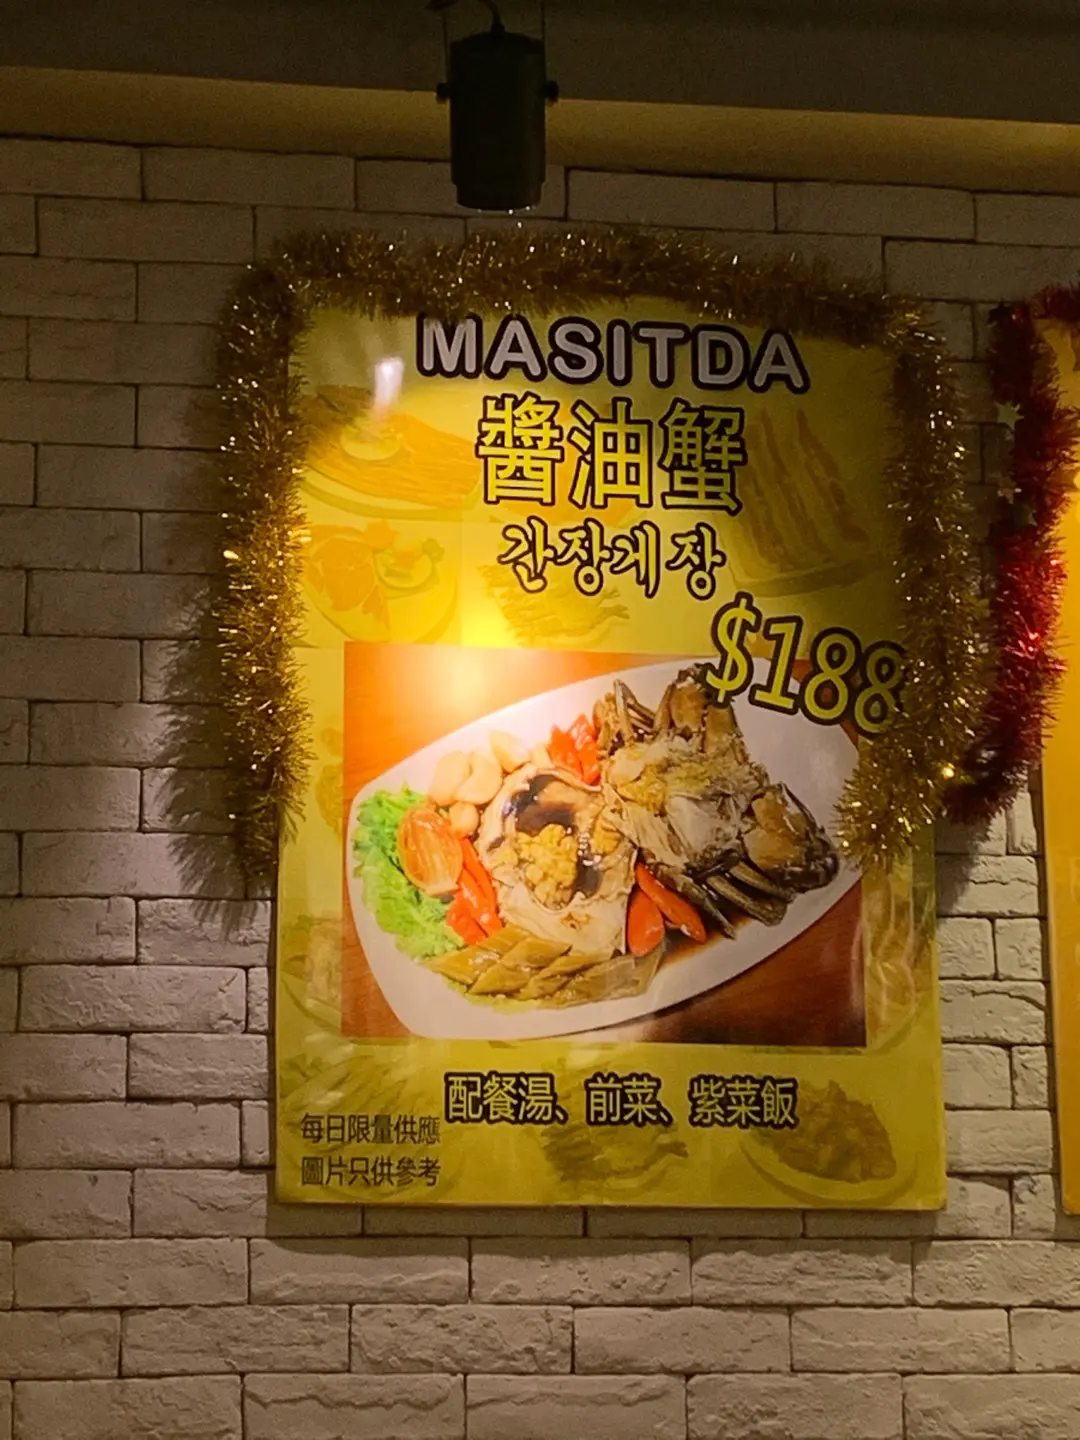 MASITDA
醬油蟹
간장게장
$188
配餐湯、前菜、紫菜飯
每日限量供應
圖片只供參考